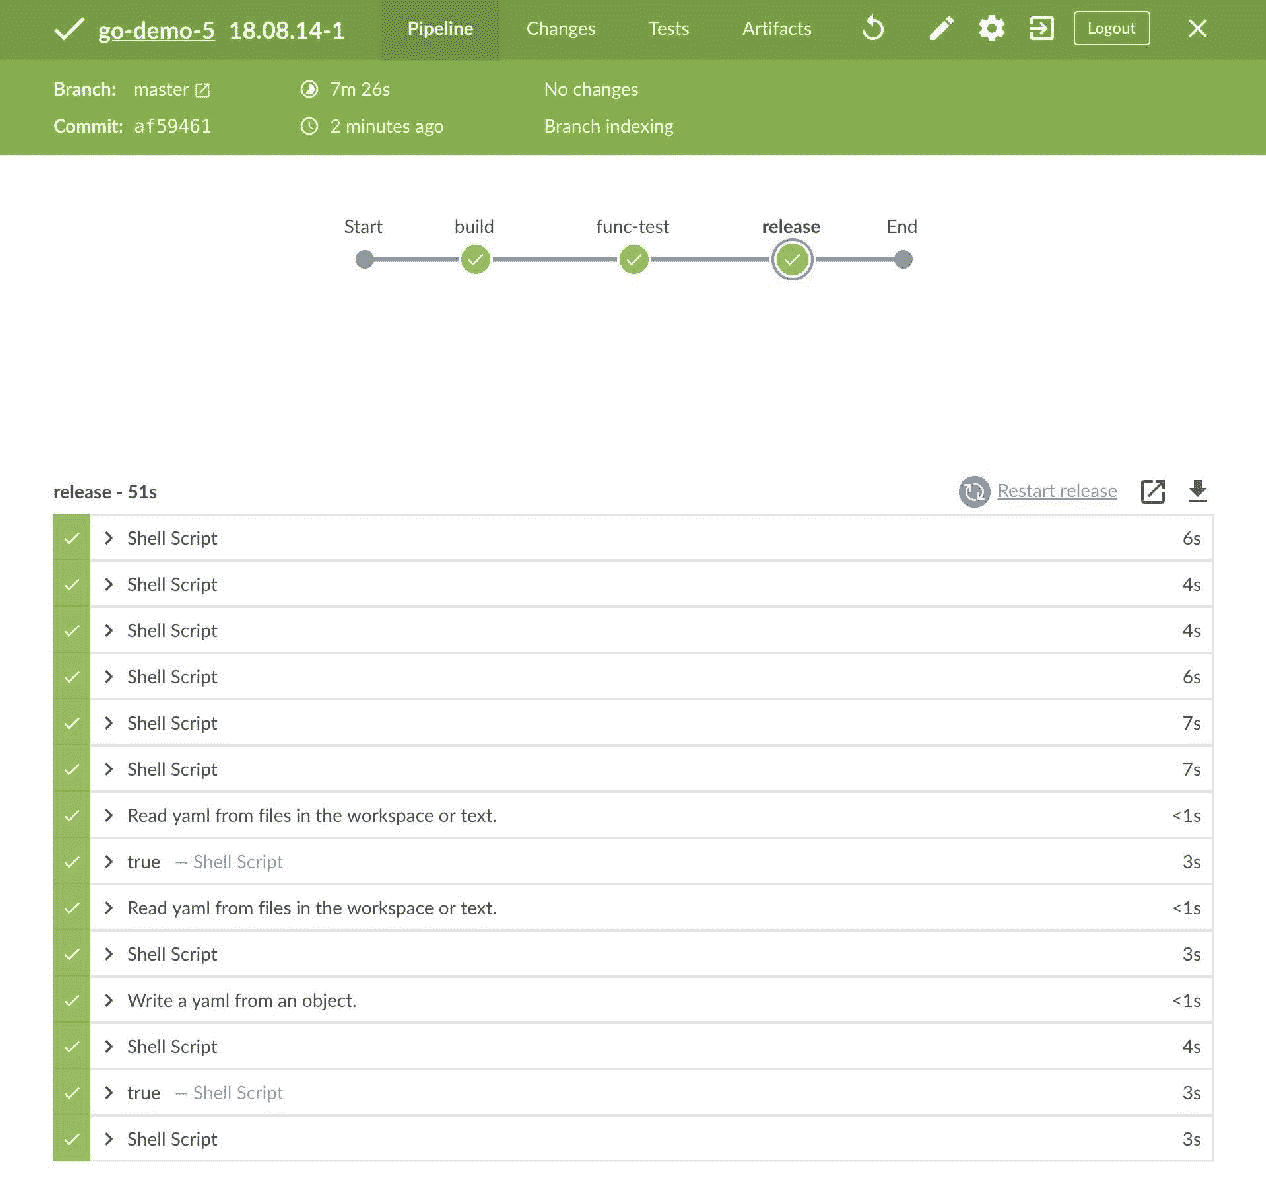 go-demo-5 18.08.14-1 Pipeline Changes Tests Artifacts Logout
Branch: master 7m 26s No changes
Commit: af59461 2 minutes ago Branch indexing
Start build func-test release End
release - 51s Restart release
Shell Script 6s
Shell Script 4s
Shell Script 4s
Shell Script 6s
Shell Script 7s
Shell Script 7s
Read yaml from files in the workspace or text. <1s
true — Shell Script 3s
Read yaml from files in the workspace or text. <1s
Shell Script 3s
Write a yaml from an object. <1s
Shell Script 4s
true — Shell Script 3s
Shell Script 3s